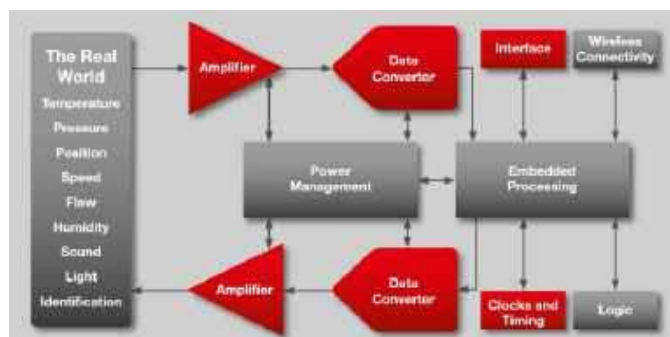 The Real
World
Temperature
Pressure
Position
Speed
Flow
Humidity
Sound
Light
Identification
Amplifier
Data
Converter
Interface
Wireless
Connectivity
Power
Management
Embedded
Processing
Amplifier
Data
Converter
Clocks and
Timing
Logic